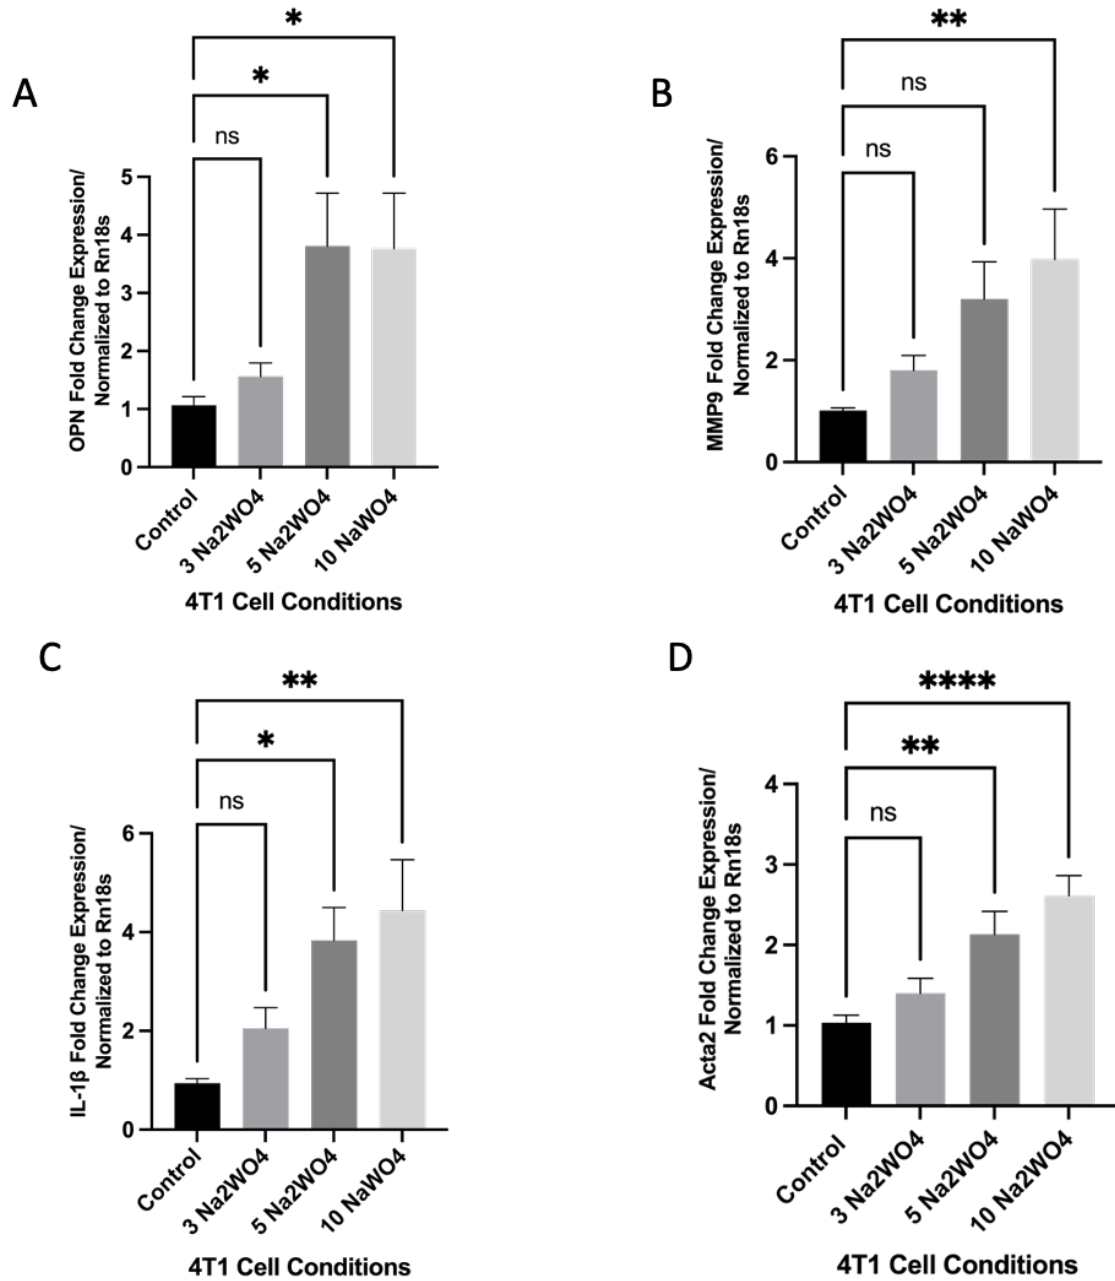 A
*
*
ns
OPN Fold Change Expression/
Normalized to Rn18s
5
4
3
2
1
0
Control
3 Na2WO4
5 Na2WO4
10 NaWO4
4T1 Cell Conditions
B
**
ns
ns
MMP9 Fold Change Expression/
Normalized to Rn18s
6
4
2
0
Control
3 Na2WO4
5 Na2WO4
10 NaWO4
4T1 Cell Conditions
C
**
*
ns
IL-1β Fold Change Expression/
Normalized to Rn18s
6
4
2
0
Control
3 Na2WO4
5 Na2WO4
10 NaWO4
4T1 Cell Conditions
D
****
**
ns
Acta2 Fold Change Expression/
Normalized to Rn18s
4
3
2
1
0
Control
3 Na2WO4
5 Na2WO4
10 Na2WO4
4T1 Cell Conditions